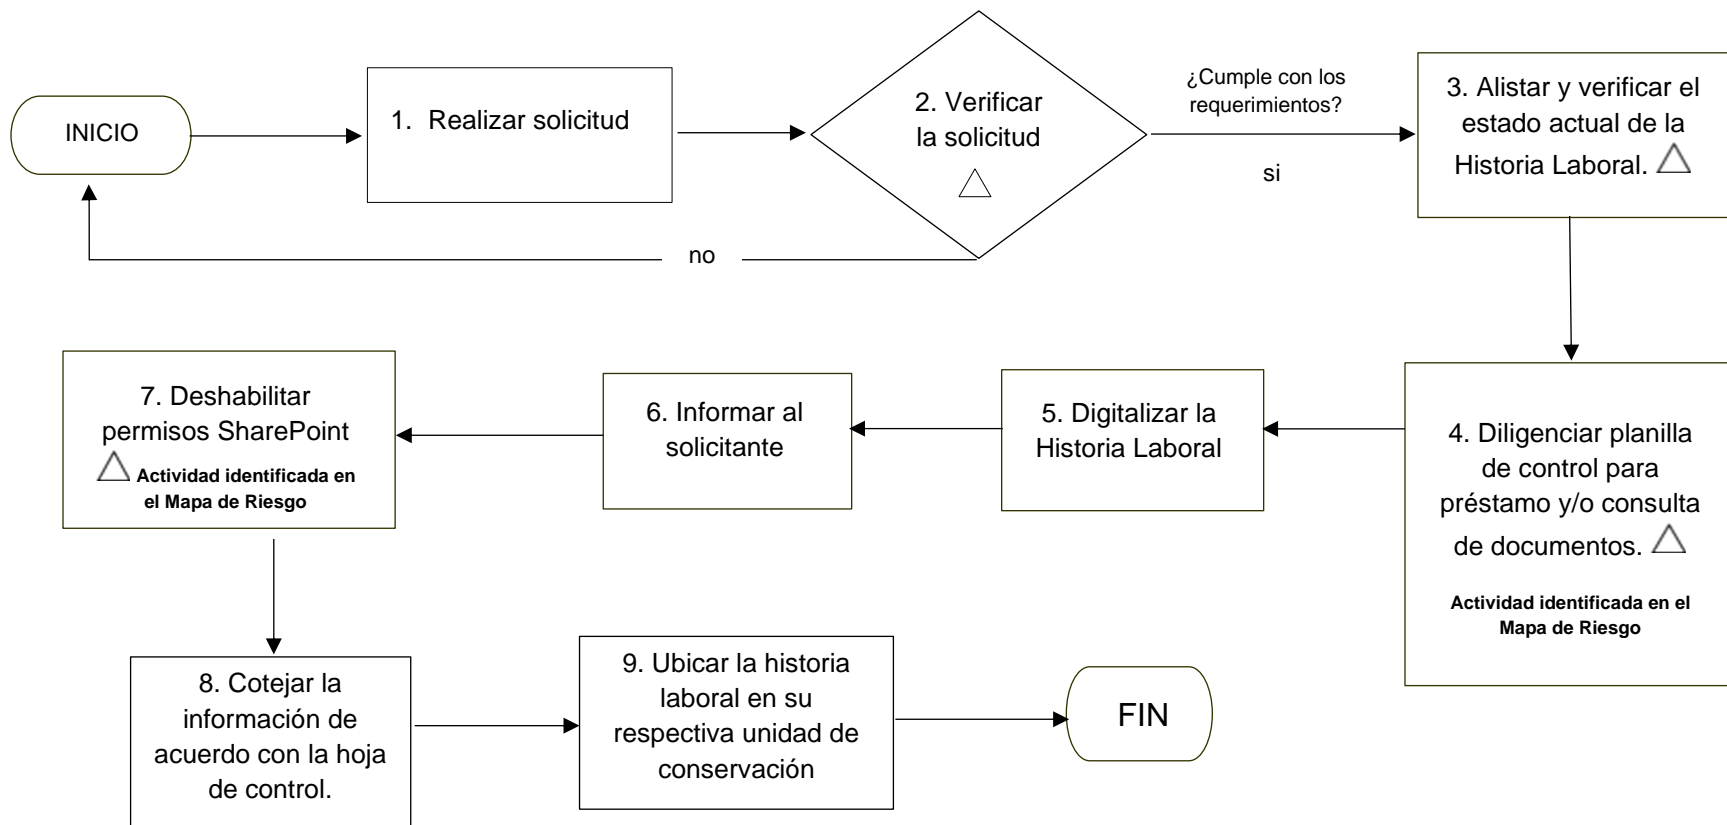 INICIO
1. Realizar solicitud
2. Verificar
la solicitud
¿Cumple con los
requerimientos?
si
no
3. Alistar y verificar el
estado actual de la
Historia Laboral.
4. Diligenciar planilla
de control para
préstamo y/o consulta
de documentos.
Actividad identificada en el
Mapa de Riesgo
5. Digitalizar la
Historia Laboral
6. Informar al
solicitante
7. Deshabilitar
permisos SharePoint
Actividad identificada en
el Mapa de Riesgo
8. Cotejar la
información de
acuerdo con la hoja
de control.
9. Ubicar la historia
laboral en su
respectiva unidad de
conservación
FIN